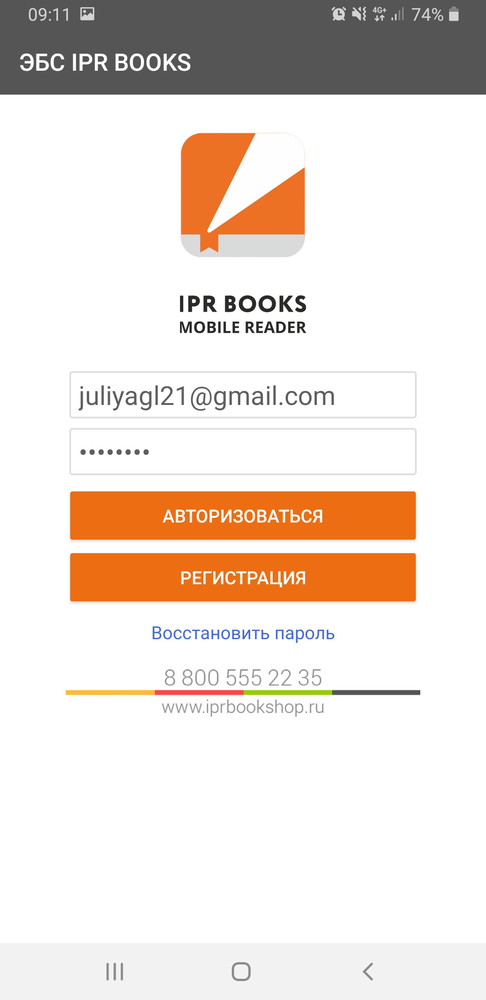 09:11 4G+ 74%
ЭБС IPR BOOKS
IPR BOOKS
MOBILE READER
juliyagl21@gmail.com
••••••••
АВТОРИЗОВАТЬСЯ
РЕГИСТРАЦИЯ
Восстановить пароль
8 800 555 22 35
www.iprbookshop.ru